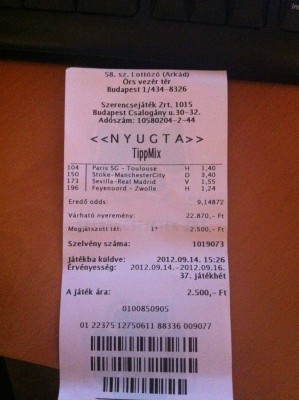 58. sz. Lottózó (Árkád)
Örs vezér tér
Budapest 1/434-8326
Szerencsejáték Zrt. 1015
Budapest Csalogány u.30-32.
Adószám: 10580204-2-44
<<NYUGTA>>
TippMix
104 Paris SG - Toulouse H 1,40
150 Stoke-ManchesterCity D 3,40
173 Sevilla-Real Madrid V 1,55
196 Feyenoord - Zwolle H 1,24
Eredő odds: 9,14872
Várható nyeremény: 22.870,- Ft
Megjátszott tét: 1* 2.500,- Ft
Szelvény száma: 1019073
Játékba küldve: 2012.09.14. 15:26
Érvényesség: 2012.09.14.-2012.09.16.
37. játékhét
A játék ára: 2.500,- Ft
0100850905
01 22375 12750611 88336 009077